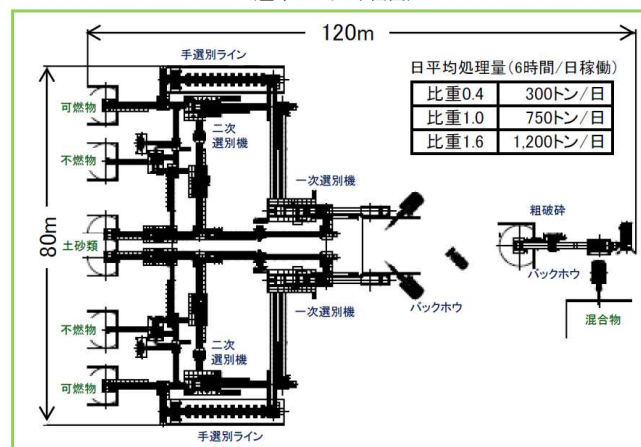 120m
手選別ライン
日平均処理量(6時間/日稼働)
比重0.4 300トン/日
比重1.0 750トン/日
比重1.6 1,200トン/日
80m
可燃物
不燃物
土砂類
不燃物
可燃物
二次
選別機
一次選別機
粗破砕
バックホウ
混合物
一次選別機
バックホウ
二次
選別機
手選別ライン